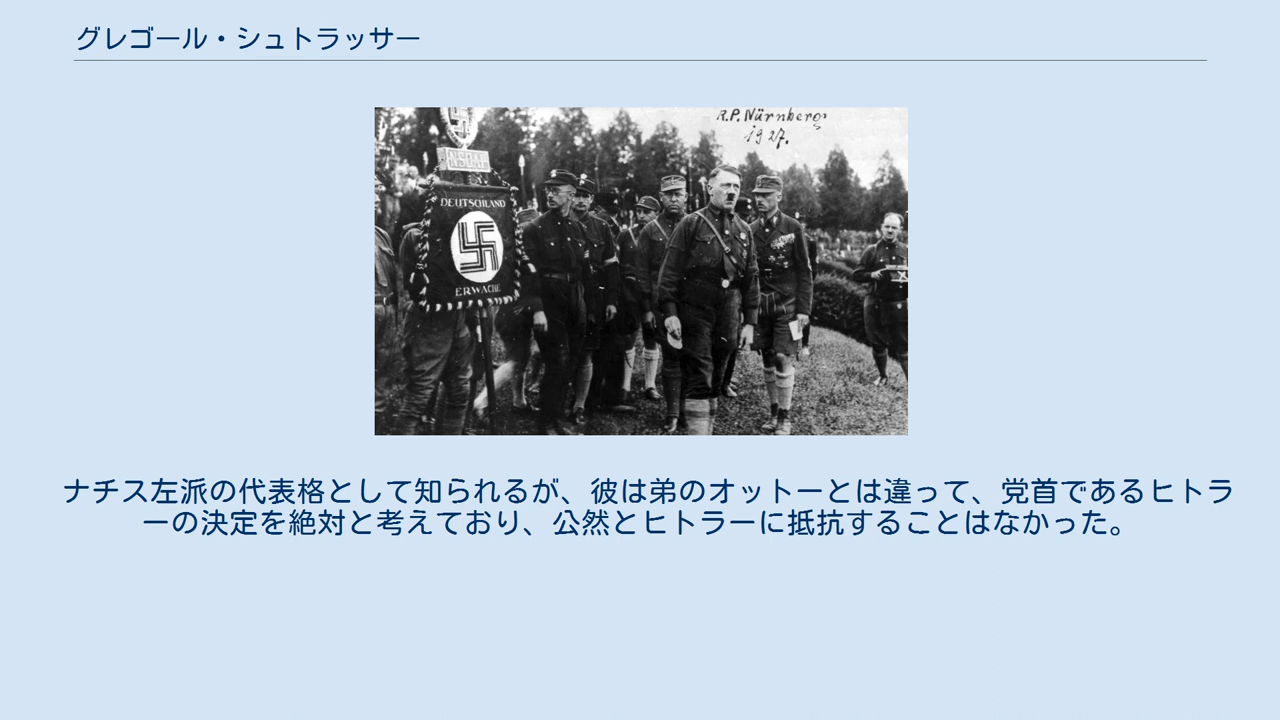 グレゴール・シュトラッサー
R.P. Nürnberg
1927.
NSDAP
DEUTSCHLAND
ERWACHE
ナチス左派の代表格として知られるが、彼は弟のオットーとは違って、党首であるヒトラ
ーの決定を絶対と考えており、公然とヒトラーに抵抗することはなかった。